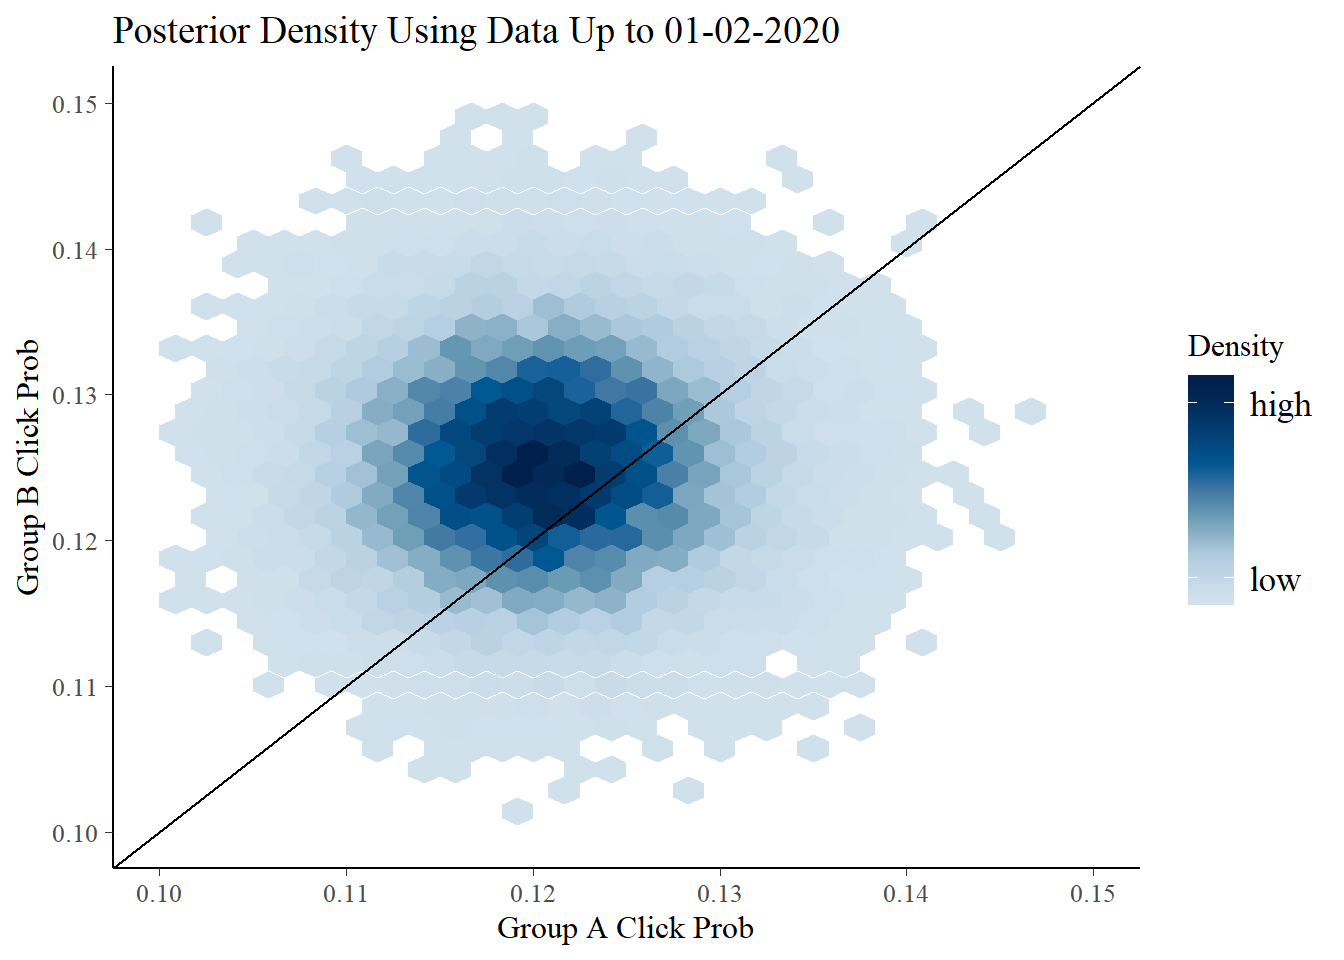 Posterior Density Using Data Up to 01-02-2020
0.15
0.14
0.13
0.12
0.11
0.10
Group B Click Prob
0.10 0.11 0.12 0.13 0.14 0.15
Group A Click Prob
Density
high
low